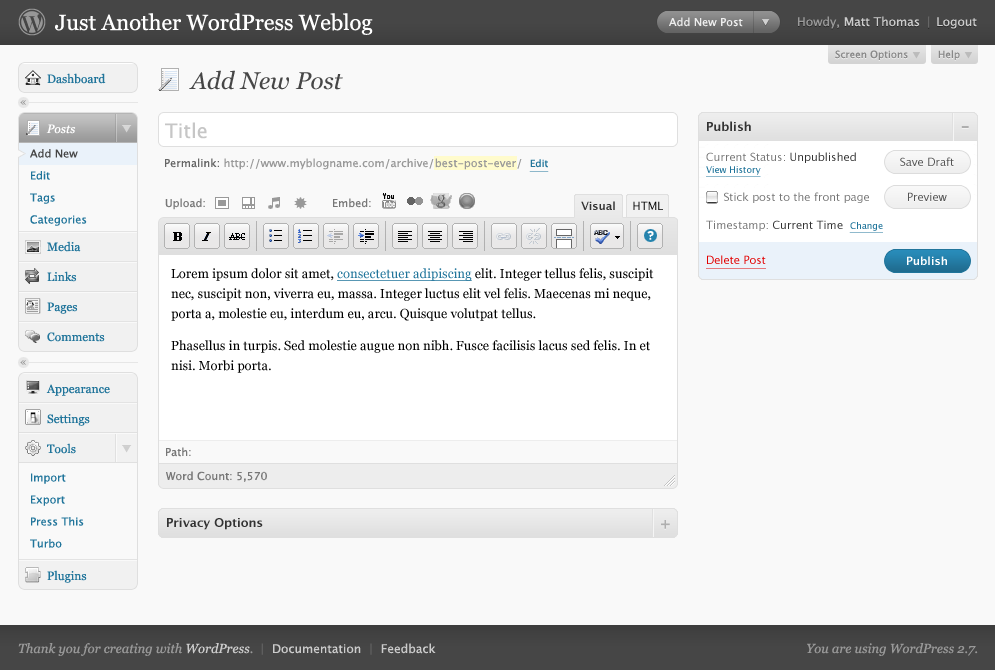 Just Another WordPress Weblog
Add New Post
Howdy, Matt Thomas | Logout
Screen Options
Help
Dashboard
Posts
Add New
Edit
Tags
Categories
Media
Links
Pages
Comments
Appearance
Settings
Tools
Import
Export
Press This
Turbo
Plugins
Add New Post
Title
Permalink: http://www.myblogname.com/archive/best-post-ever/ Edit
Upload: Embed: You Tube
Visual HTML
B I ABC ABC ?
Lorem ipsum dolor sit amet, consectetuer adipiscing elit. Integer tellus felis, suscipit
nec, suscipit non, viverra eu, massa. Integer luctus elit vel felis. Maecenas mi neque,
porta a, molestie eu, interdum eu, arcu. Quisque volutpat tellus.
Phasellus in turpis. Sed molestie augue non nibh. Fusce facilisis lacus sed felis. In et
nisi. Morbi porta.
Path:
Word Count: 5,570
Privacy Options
Publish
Current Status: Unpublished
View History
Save Draft
Stick post to the front page
Preview
Timestamp: Current Time Change
Delete Post
Publish
Thank you for creating with WordPress. | Documentation | Feedback
You are using WordPress 2.7.